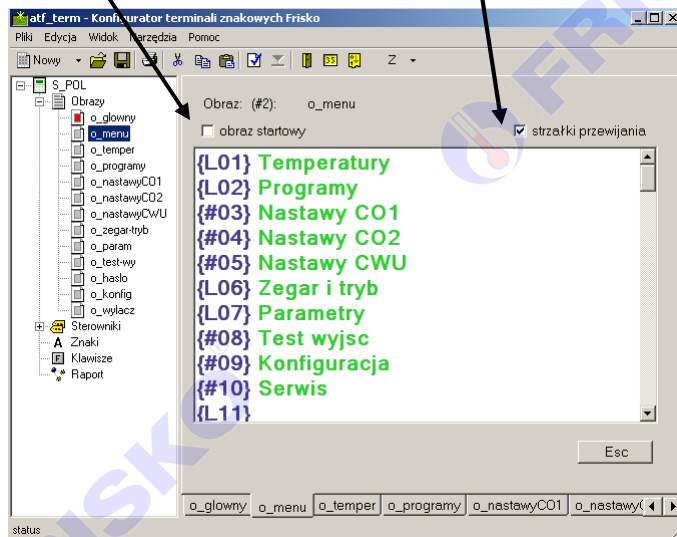 atf_term - Konfigurator terminali znakowych Frisko
Pliki Edycja Widok Narzędzia Pomoc
Nowy Z
S_POL
Obrazy
o_glowny
o_menu
o_temper
o_programy
o_nastawyCO1
o_nastawyCO2
o_nastawyCWU
o_zegar-tryb
o_param
o_test-wy
o_haslo
o_konfig
o_wylacz
Sterowniki
A Znaki
F Klawisze
Raport
Obraz: (#2): o_menu
obraz startowy
strzałki przewijania
{L01} Temperatury
{L02} Programy
{#03} Nastawy CO1
{#04} Nastawy CO2
{#05} Nastawy CWU
{L06} Zegar i tryb
{L07} Parametry
{#08} Test wyjsc
{#09} Konfiguracja
{#10} Serwis
{L11}
Esc
o_glowny o_menu o_temper o_programy o_nastawyCO1 o_nastawy(
status
FRISKO
FR